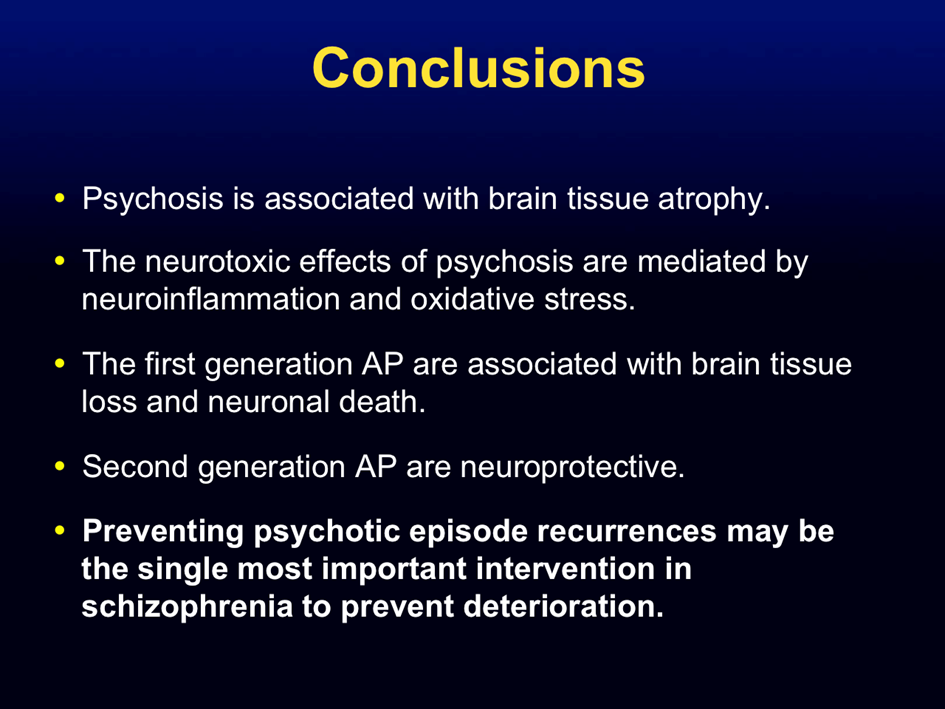 Conclusions
• Psychosis is associated with brain tissue atrophy.
• The neurotoxic effects of psychosis are mediated by
neuroinflammation and oxidative stress.
• The first generation AP are associated with brain tissue
loss and neuronal death.
• Second generation AP are neuroprotective.
• Preventing psychotic episode recurrences may be
the single most important intervention in
schizophrenia to prevent deterioration.